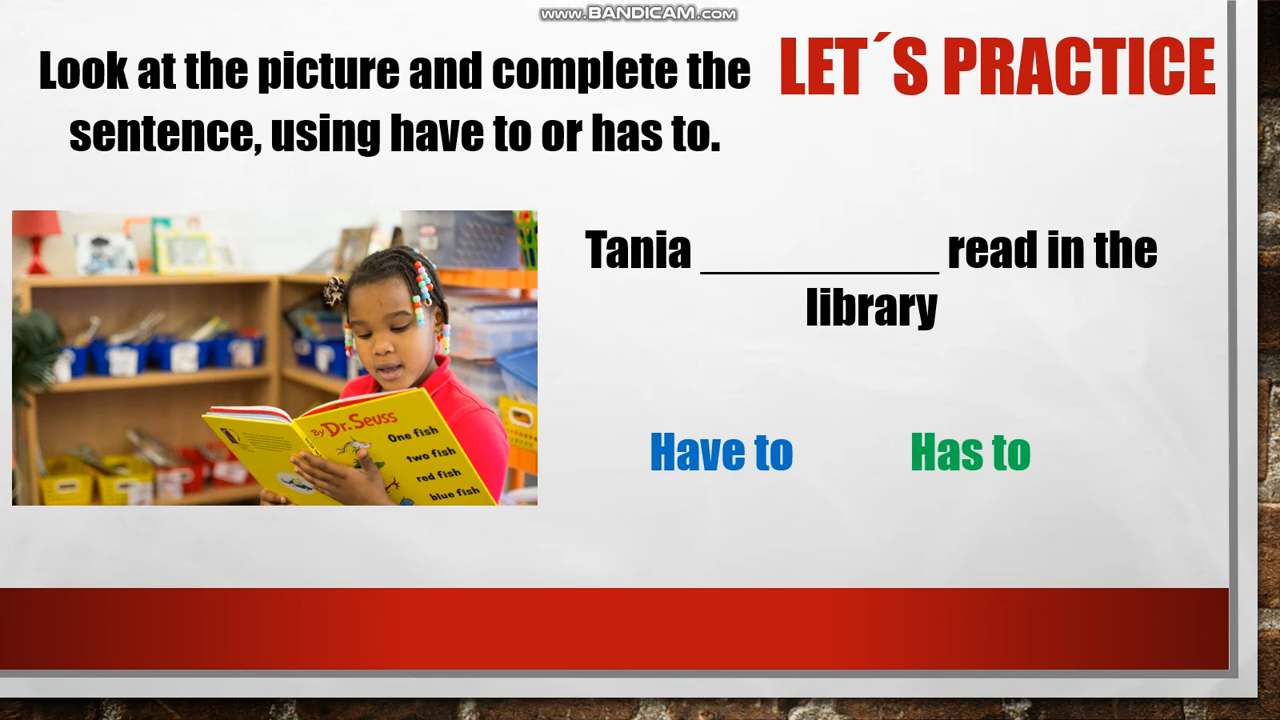 www.BANDICAM.com
LET´S PRACTICE
Look at the picture and complete the
sentence, using have to or has to.
Tania __________ read in the
library
By Dr. Seuss
One fish
two fish
red fish
blue fish
Have to
Has to